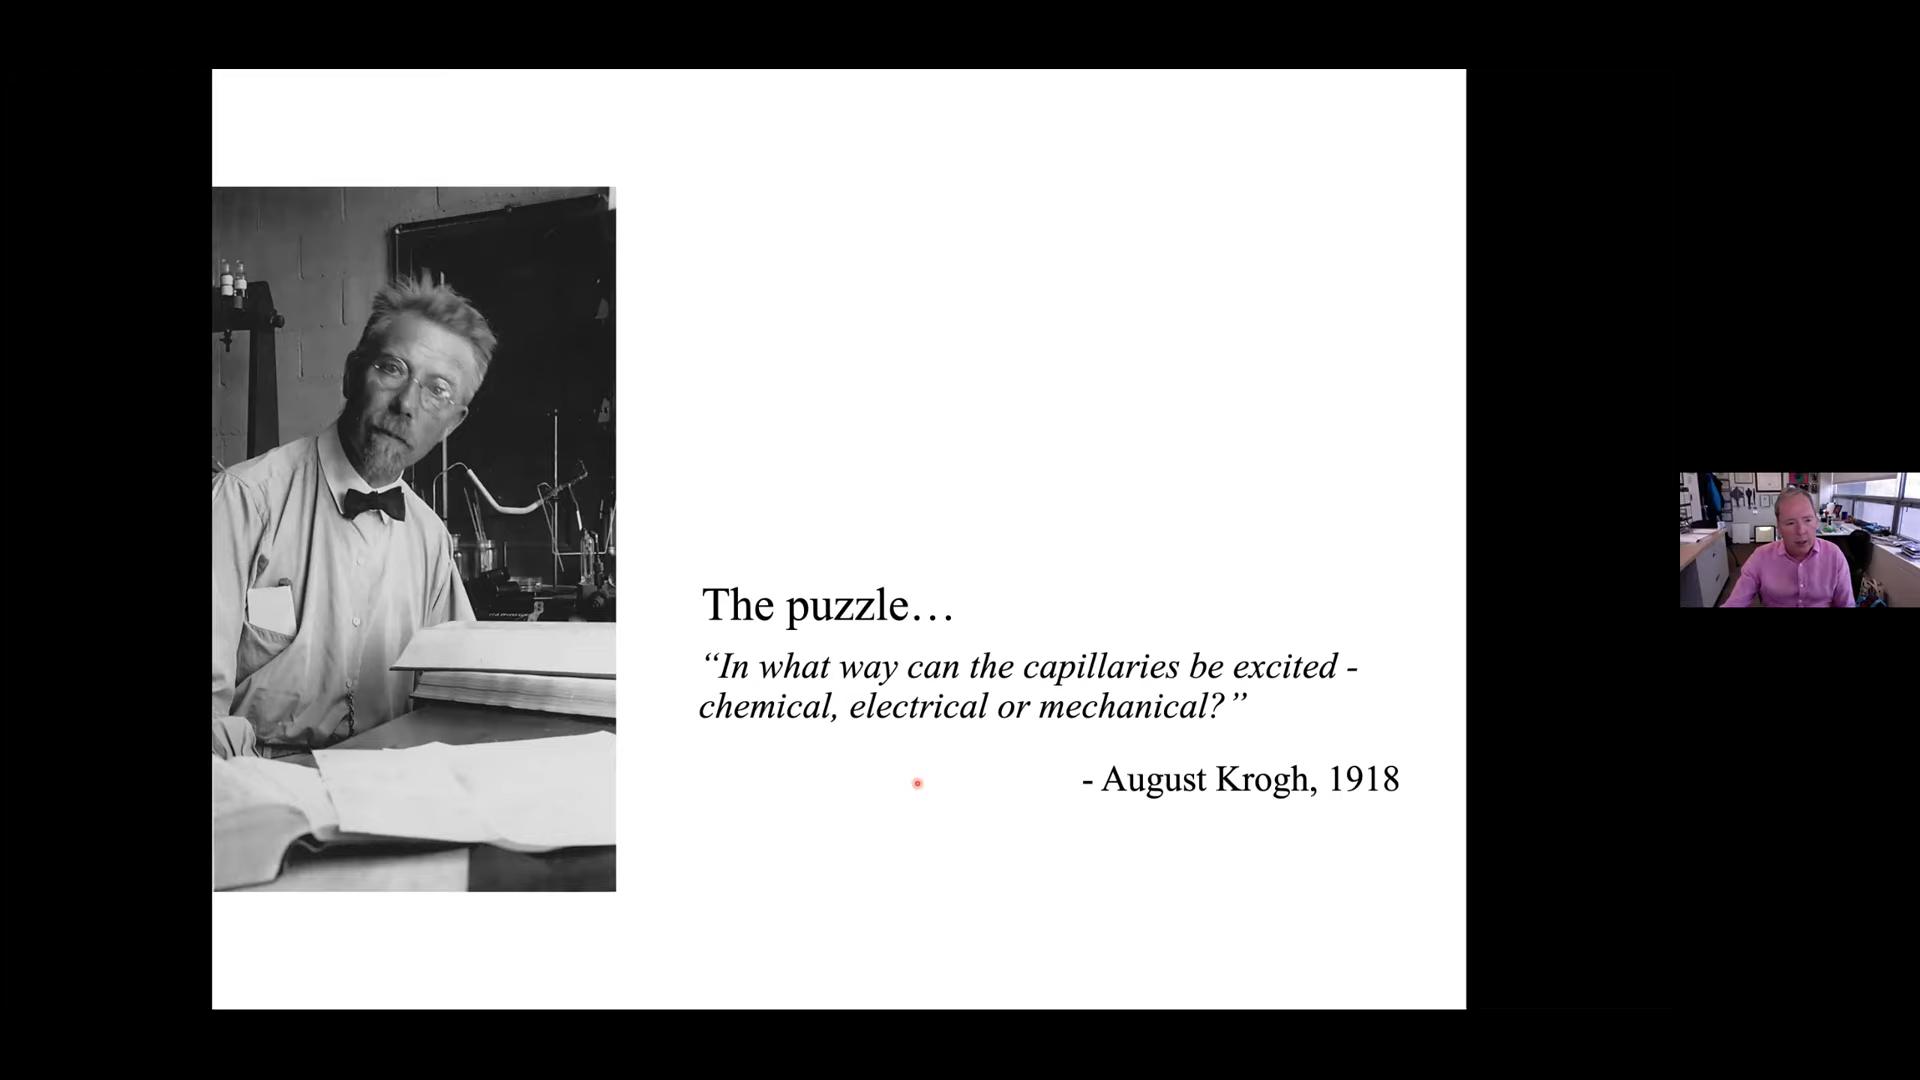 The puzzle…
“In what way can the capillaries be excited -
chemical, electrical or mechanical?”
- August Krogh, 1918